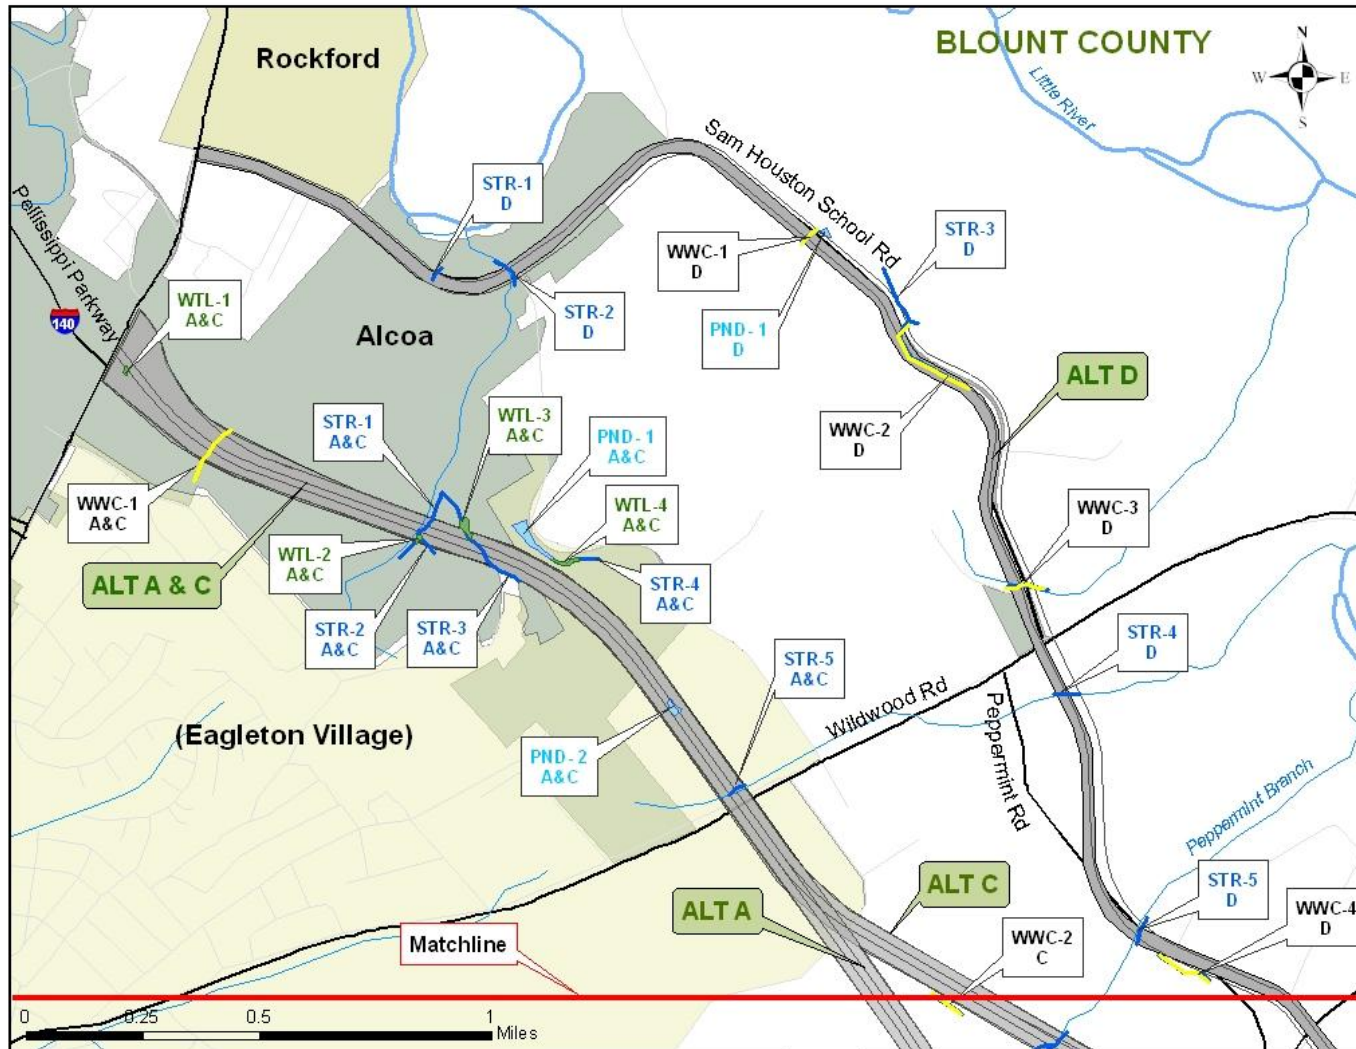 BLOUNT COUNTY
N
W
E
S
Rockford
Little River
Sam Houston School Rd
STR-1
D
STR-3
D
WWC-1
D
Pellissippi Parkway
WTL-1
A&C
STR-2
D
PND-1
D
140
Alcoa
ALT D
STR-1
A&C
WTL-3
A&C
PND-1
A&C
WWC-2
D
WWC-1
A&C
WTL-4
A&C
WWC-3
D
WTL-2
A&C
ALT A & C
STR-4
A&C
STR-2
A&C
STR-3
A&C
STR-4
D
STR-5
A&C
Wildwood Rd
Peppermint Rd
(Eagleton Village)
PND-2
A&C
Peppermint Branch
ALT C
STR-5
D
ALT A
WWC-4
D
Matchline
WWC-2
C
0 0.25 0.5 1
Miles